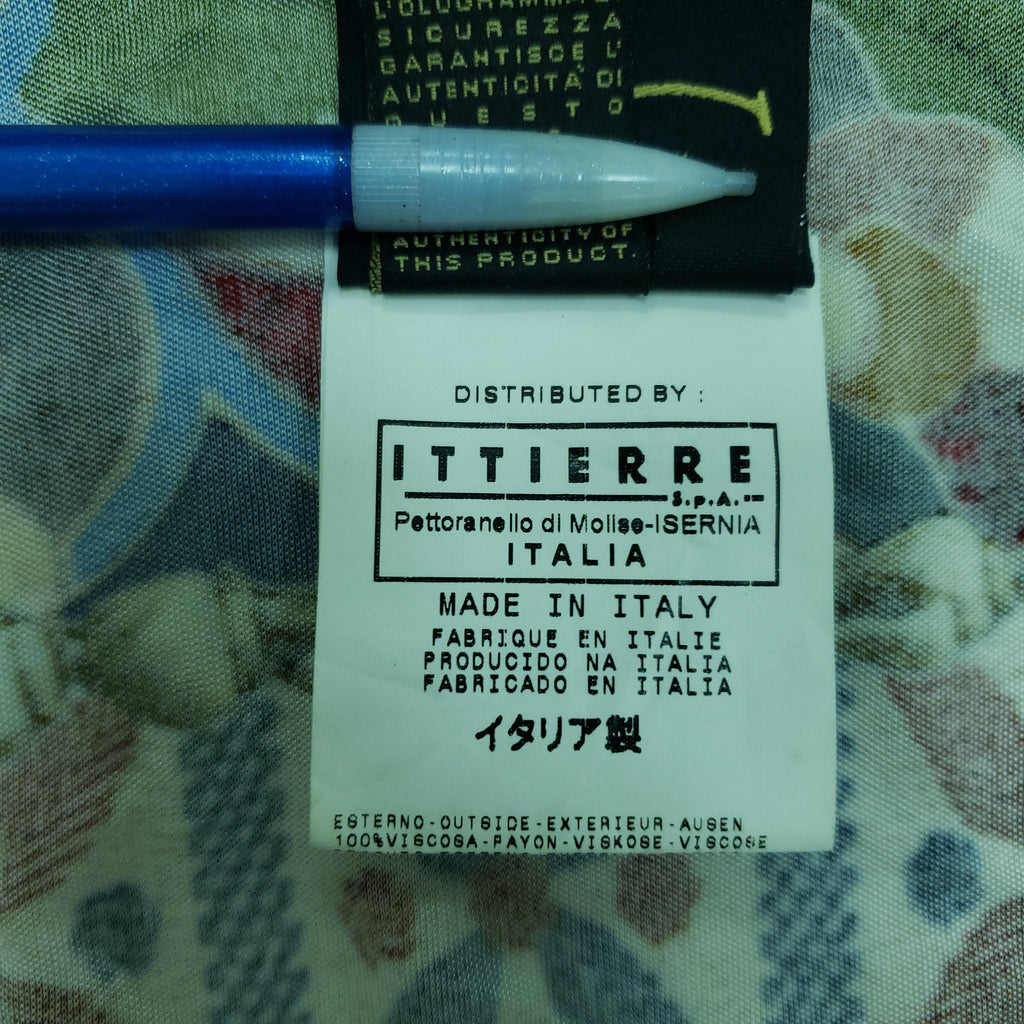 L'OLOGRAMMA DI
SICUREZZA
GARANTISCE L'
AUTENTICITÀ DI
QUESTO
AUTHENTICITY OF
THIS PRODUCT.
DISTRIBUTED BY :
ITTIERRE
S.p.A.
Pettoranello di Molise-ISERNIA
ITALIA
MADE IN ITALY
FABRIQUE EN ITALIE
PRODUCIDO NA ITALIA
FABRICADO EN ITALIA
イタリア製
ESTERNO-OUTSIDE-EXTERIEUR-AUSEN
100%VISCOSA-RAYON-VISKOSE-VISCOSE